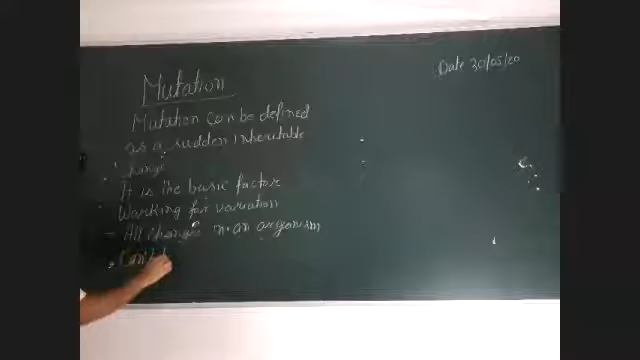 Date 30/05/20
Mutation
Mutation can be defined
as a sudden inheritable
change
It is the basic factor
Working for variation
- All changes in an organism